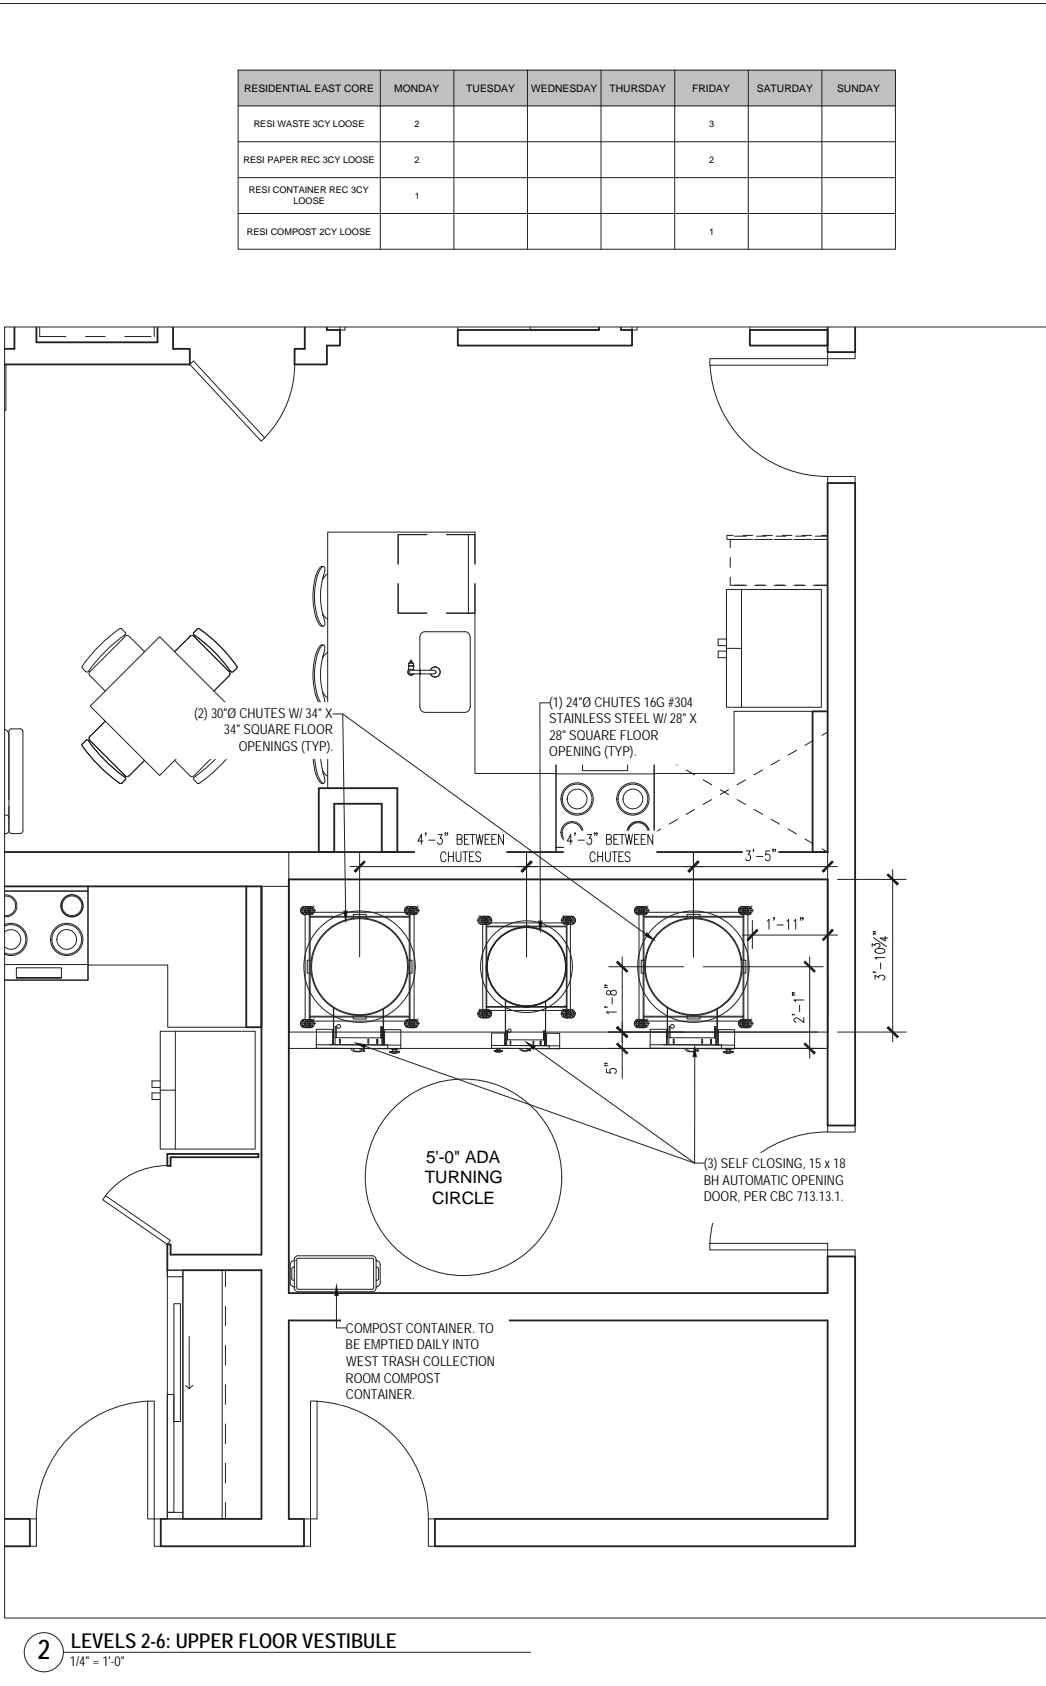 RESIDENTIAL EAST CORE MONDAY TUESDAY WEDNESDAY THURSDAY FRIDAY SATURDAY SUNDAY
RESI WASTE 3CY LOOSE 2 3
RESI PAPER REC 3CY LOOSE 2 2
RESI CONTAINER REC 3CY
LOOSE
1
RESI COMPOST 2CY LOOSE 1
(2) 30"Ø CHUTES W/ 34" X
34" SQUARE FLOOR
OPENINGS (TYP).
(1) 24"Ø CHUTES 16G #304
STAINLESS STEEL W/ 28" X
28" SQUARE FLOOR
OPENING (TYP).
4'-3" BETWEEN
CHUTES
4'-3" BETWEEN
CHUTES
3'-5"
1'-11"
3'-10¾"
1'-8"
2'-1"
5"
5'-0" ADA
TURNING
CIRCLE
(3) SELF CLOSING, 15 x 18
BH AUTOMATIC OPENING
DOOR, PER CBC 713.13.1.
COMPOST CONTAINER. TO
BE EMPTIED DAILY INTO
WEST TRASH COLLECTION
ROOM COMPOST
CONTAINER.
2
LEVELS 2-6: UPPER FLOOR VESTIBULE
1/4" = 1'-0"